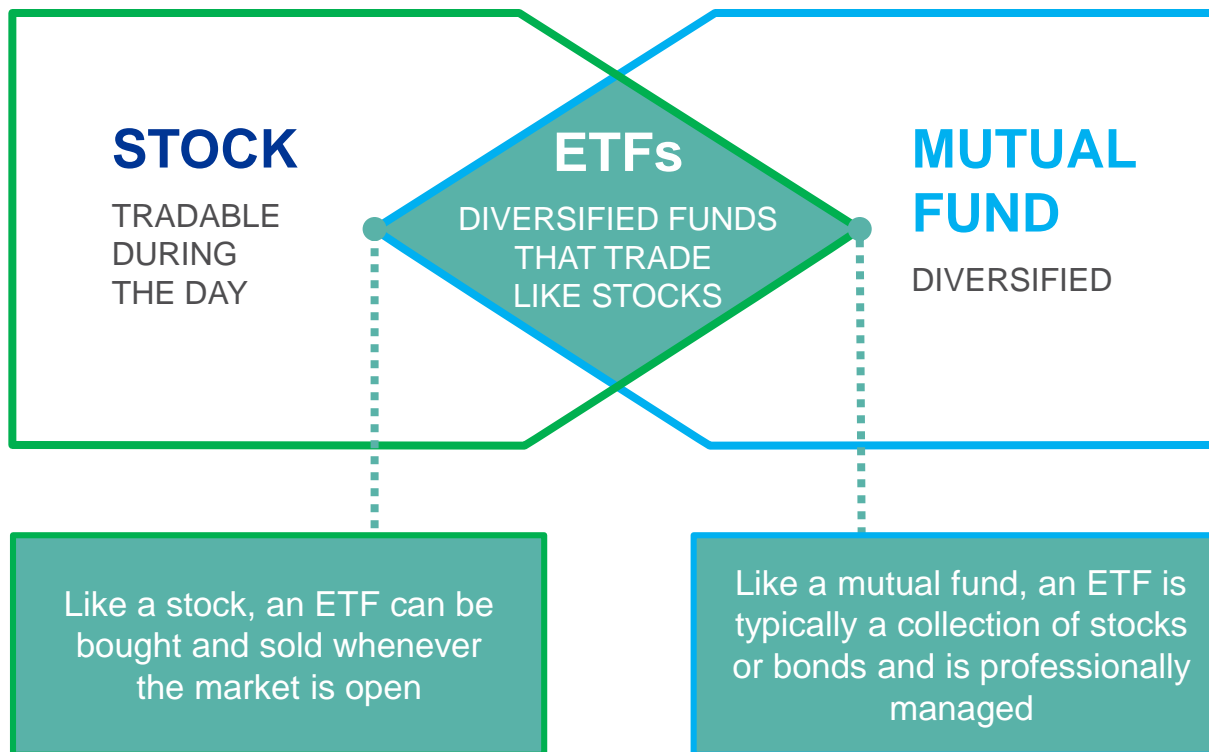 STOCK
TRADABLE
DURING
THE DAY
ETFs
DIVERSIFIED FUNDS
THAT TRADE
LIKE STOCKS
MUTUAL
FUND
DIVERSIFIED
Like a stock, an ETF can be
bought and sold whenever
the market is open
Like a mutual fund, an ETF is
typically a collection of stocks
or bonds and is professionally
managed